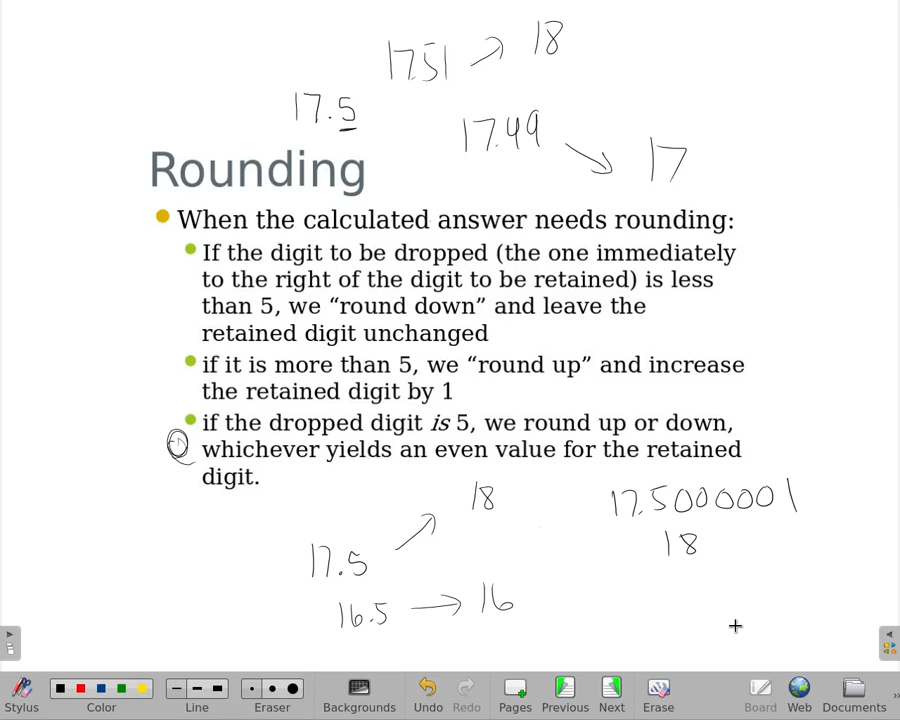 17.51 → 18
17.5
17.49 → 17
Rounding
When the calculated answer needs rounding:
If the digit to be dropped (the one immediately
to the right of the digit to be retained) is less
than 5, we “round down” and leave the
retained digit unchanged
if it is more than 5, we “round up” and increase
the retained digit by 1
if the dropped digit is 5, we round up or down,
whichever yields an even value for the retained
digit.
17.5 → 18
17.5000001
18
16.5 → 16
Stylus
Color
Line
Eraser
Backgrounds
Undo
Redo
Pages
Previous
Next
Erase
Board
Web
Documents